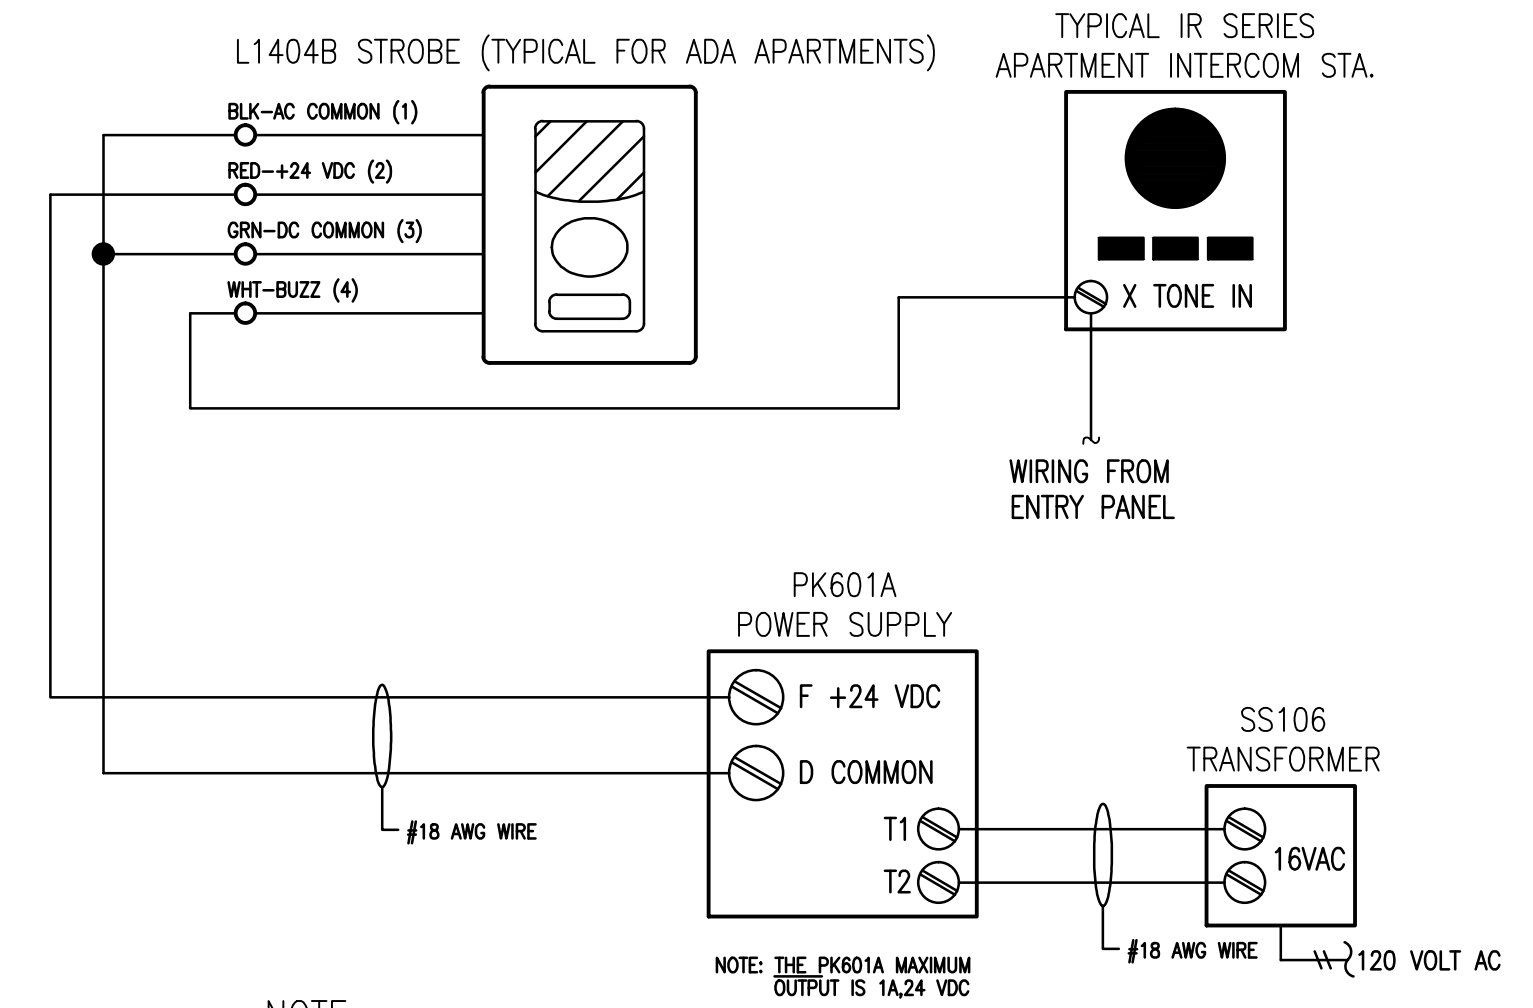 TYPICAL IR SERIES
APARTMENT INTERCOM STA.
L1404B STROBE (TYPICAL FOR ADA APARTMENTS)
BLK-AC COMMON (1)
RED-+24 VDC (2)
GRN-DC COMMON (3)
WHT-BUZZ (4)
X TONE IN
WIRING FROM
ENTRY PANEL
PK601A
POWER SUPPLY
F +24 VDC
D COMMON
T1
T2
#18 AWG WIRE
SS106
TRANSFORMER
16VAC
#18 AWG WIRE
120 VOLT AC
NOTE: THE PK601A MAXIMUM
OUTPUT IS 1A,24 VDC
NOTE